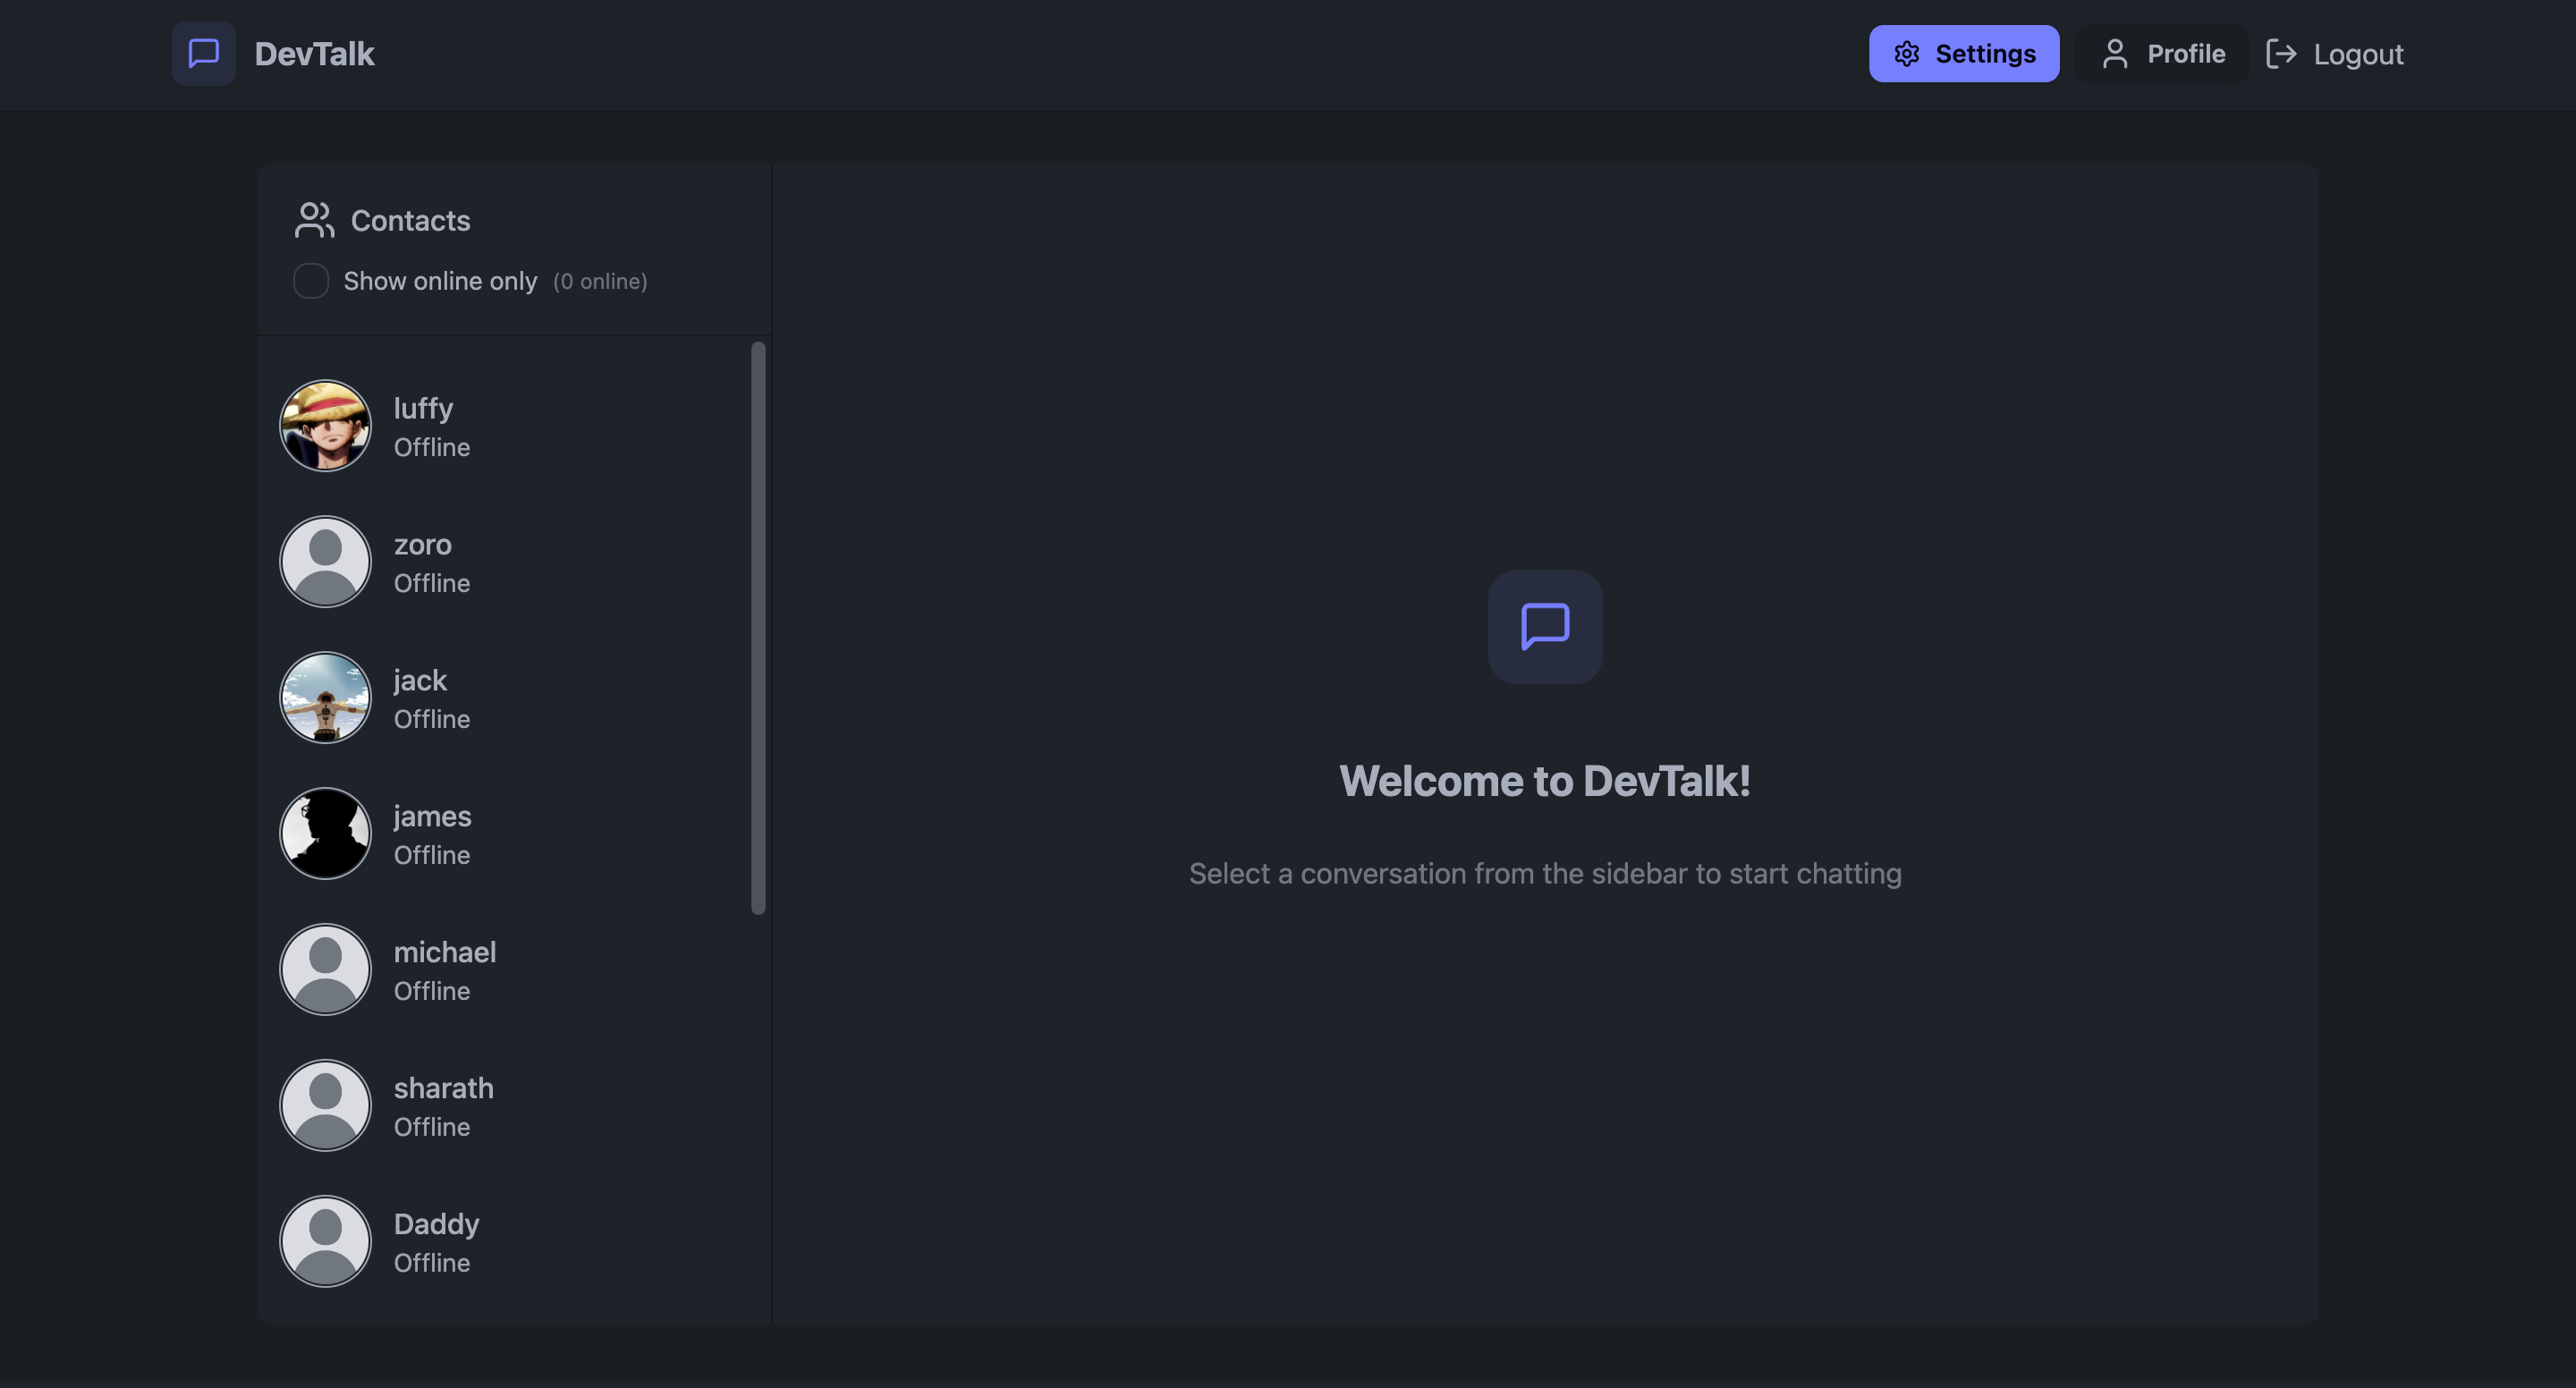 DevTalk
Settings
Profile
Logout
Contacts
Show online only (0 online)
luffy
Offline
zoro
Offline
jack
Offline
james
Offline
michael
Offline
sharath
Offline
Daddy
Offline
Welcome to DevTalk!
Select a conversation from the sidebar to start chatting